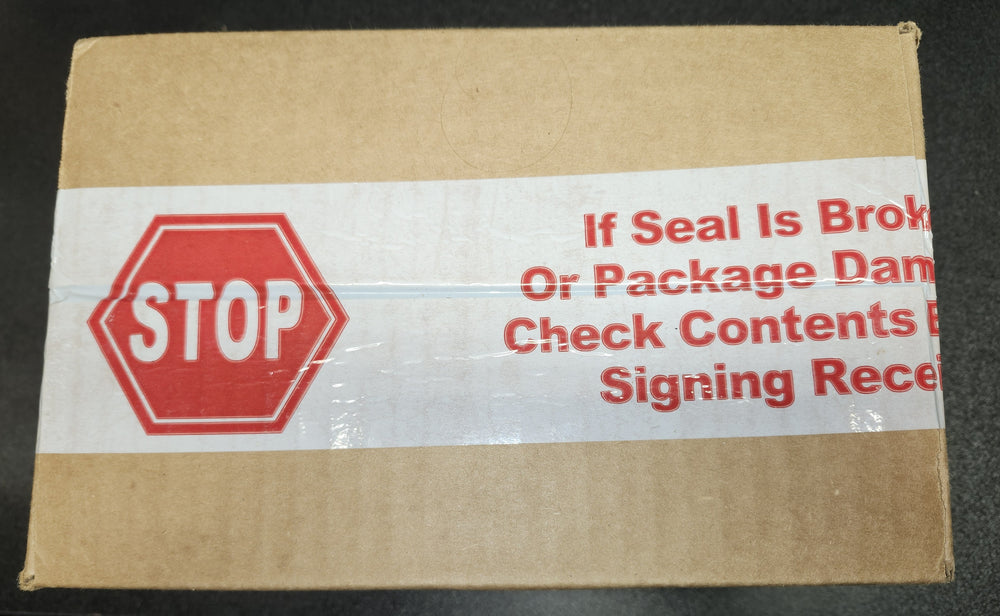 STOP
If Seal Is Brok
Or Package Dam
Check Contents
Signing Recei